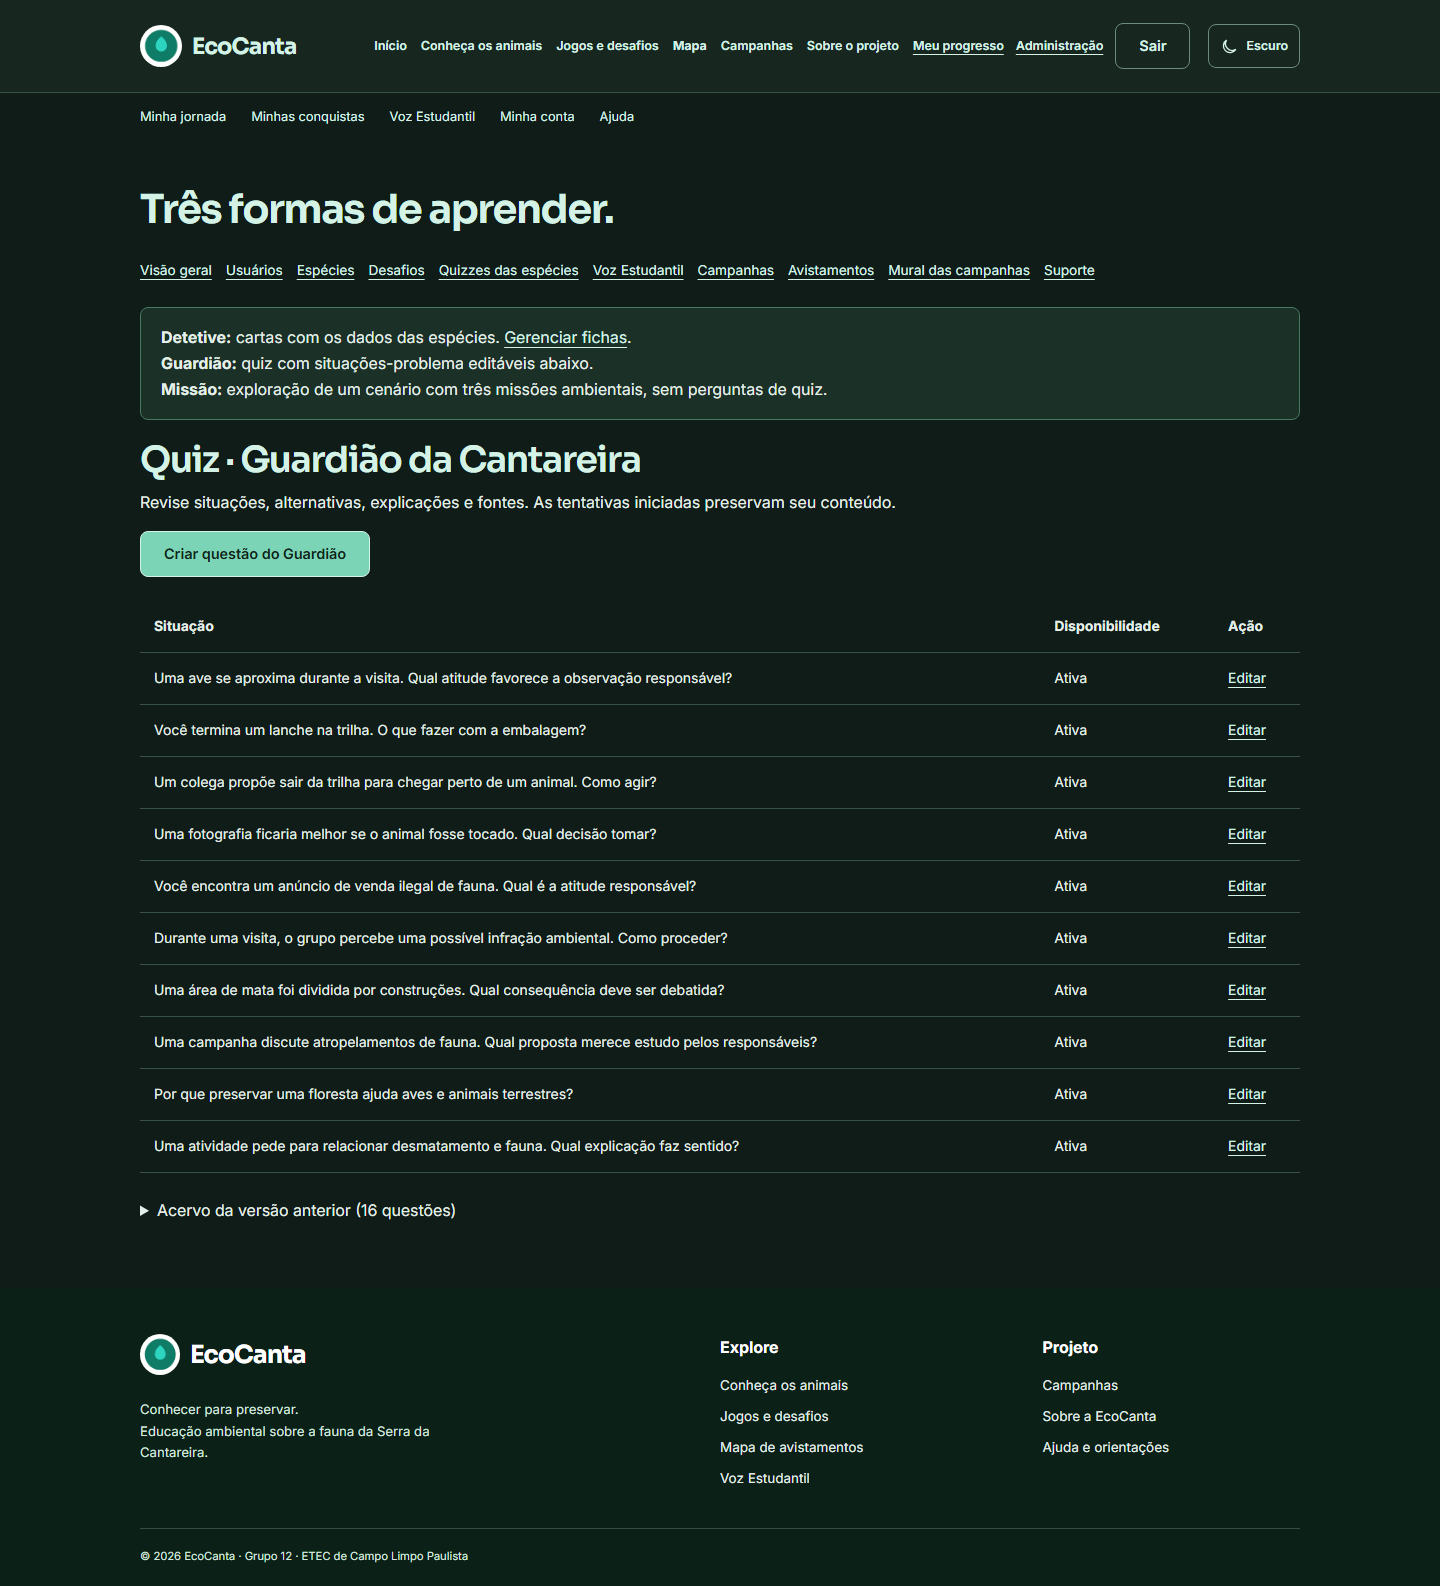 EcoCanta
Início Conheça os animais Jogos e desafios Mapa Campanhas Sobre o projeto Meu progresso Administração Sair Escuro
Minha jornada Minhas conquistas Voz Estudantil Minha conta Ajuda
Três formas de aprender.
Visão geral Usuários Espécies Desafios Quizzes das espécies Voz Estudantil Campanhas Avistamentos Mural das campanhas Suporte
Detetive: cartas com os dados das espécies. Gerenciar fichas.
Guardião: quiz com situações-problema editáveis abaixo.
Missão: exploração de um cenário com três missões ambientais, sem perguntas de quiz.
Quiz · Guardião da Cantareira
Revise situações, alternativas, explicações e fontes. As tentativas iniciadas preservam seu conteúdo.
Criar questão do Guardião
Situação Disponibilidade Ação
Uma ave se aproxima durante a visita. Qual atitude favorece a observação responsável? Ativa Editar
Você termina um lanche na trilha. O que fazer com a embalagem? Ativa Editar
Um colega propõe sair da trilha para chegar perto de um animal. Como agir? Ativa Editar
Uma fotografia ficaria melhor se o animal fosse tocado. Qual decisão tomar? Ativa Editar
Você encontra um anúncio de venda ilegal de fauna. Qual é a atitude responsável? Ativa Editar
Durante uma visita, o grupo percebe uma possível infração ambiental. Como proceder? Ativa Editar
Uma área de mata foi dividida por construções. Qual consequência deve ser debatida? Ativa Editar
Uma campanha discute atropelamentos de fauna. Qual proposta merece estudo pelos responsáveis? Ativa Editar
Por que preservar uma floresta ajuda aves e animais terrestres? Ativa Editar
Uma atividade pede para relacionar desmatamento e fauna. Qual explicação faz sentido? Ativa Editar
Acervo da versão anterior (16 questões)
EcoCanta
Conhecer para preservar.
Educação ambiental sobre a fauna da Serra da
Cantareira.
Explore
Conheça os animais
Jogos e desafios
Mapa de avistamentos
Voz Estudantil
Projeto
Campanhas
Sobre a EcoCanta
Ajuda e orientações
© 2026 EcoCanta · Grupo 12 · ETEC de Campo Limpo Paulista